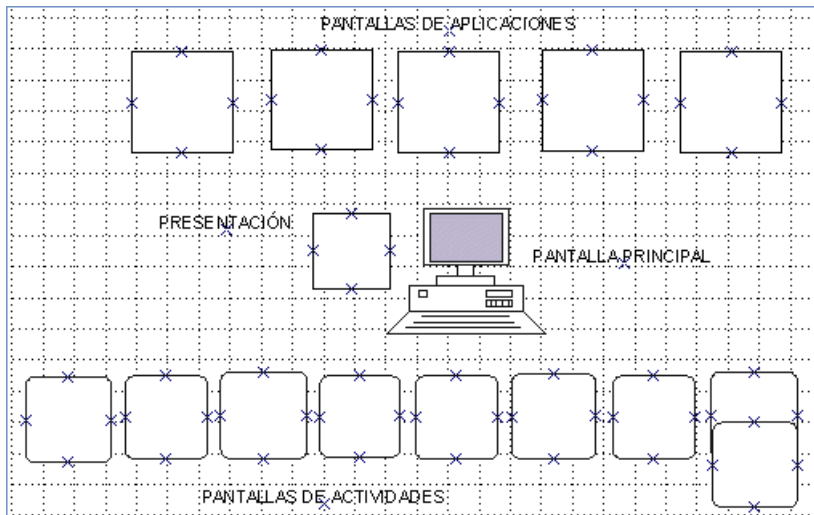 PANTALLAS DE APLICACIONES
PRESENTACIÓN
PANTALLA PRINCIPAL
PANTALLAS DE ACTIVIDADES